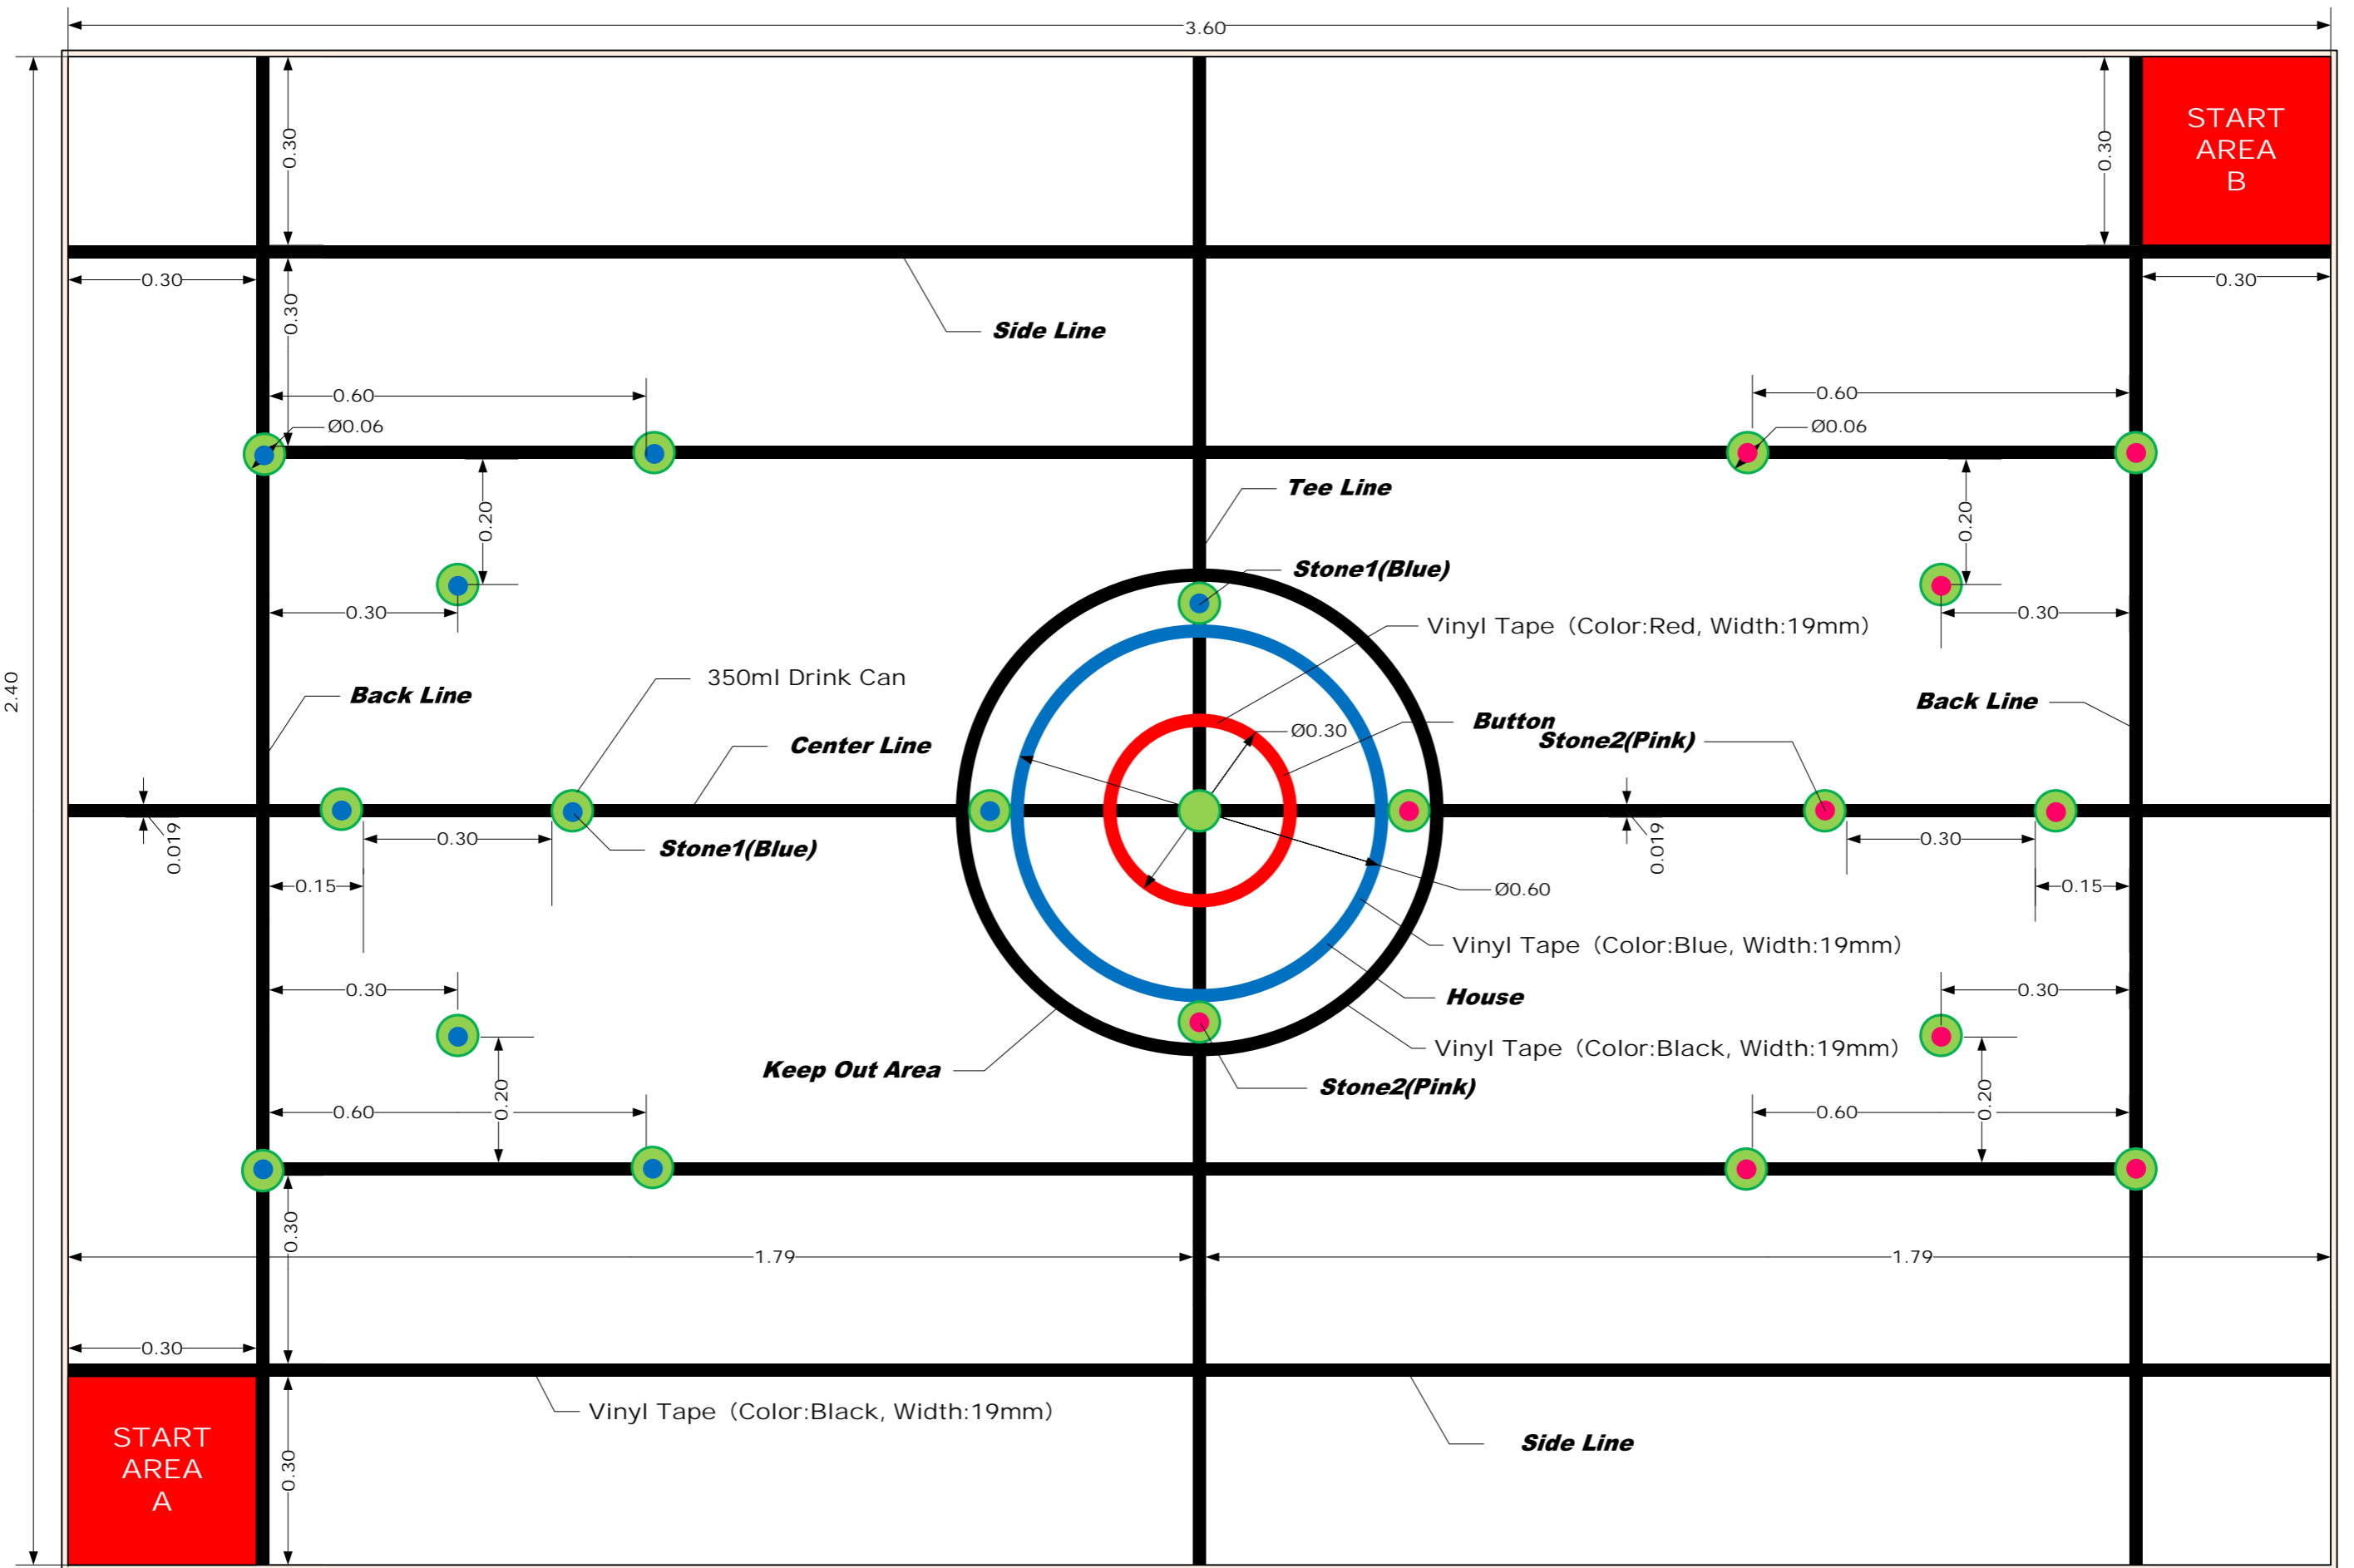 3.60
START
AREA
B
0.30
0.30
0.30
0.30
0.30
Side Line
0.60
0.60
Ø0.06
Ø0.06
Tee Line
0.20
0.20
Stone1(Blue)
0.30
0.30
Vinyl Tape (Color:Red, Width:19mm)
350ml Drink Can
2.40
Back Line
Back Line
Button
Ø0.30
Stone2(Pink)
Center Line
0.019
0.30
Stone1(Blue)
0.019
0.30
0.15
0.15
Ø0.60
Vinyl Tape (Color:Blue, Width:19mm)
0.30
0.30
House
Vinyl Tape (Color:Black, Width:19mm)
Keep Out Area
Stone2(Pink)
0.60
0.20
0.60
0.20
0.30
1.79
1.79
0.30
Vinyl Tape (Color:Black, Width:19mm)
START
AREA
A
0.30
Side Line